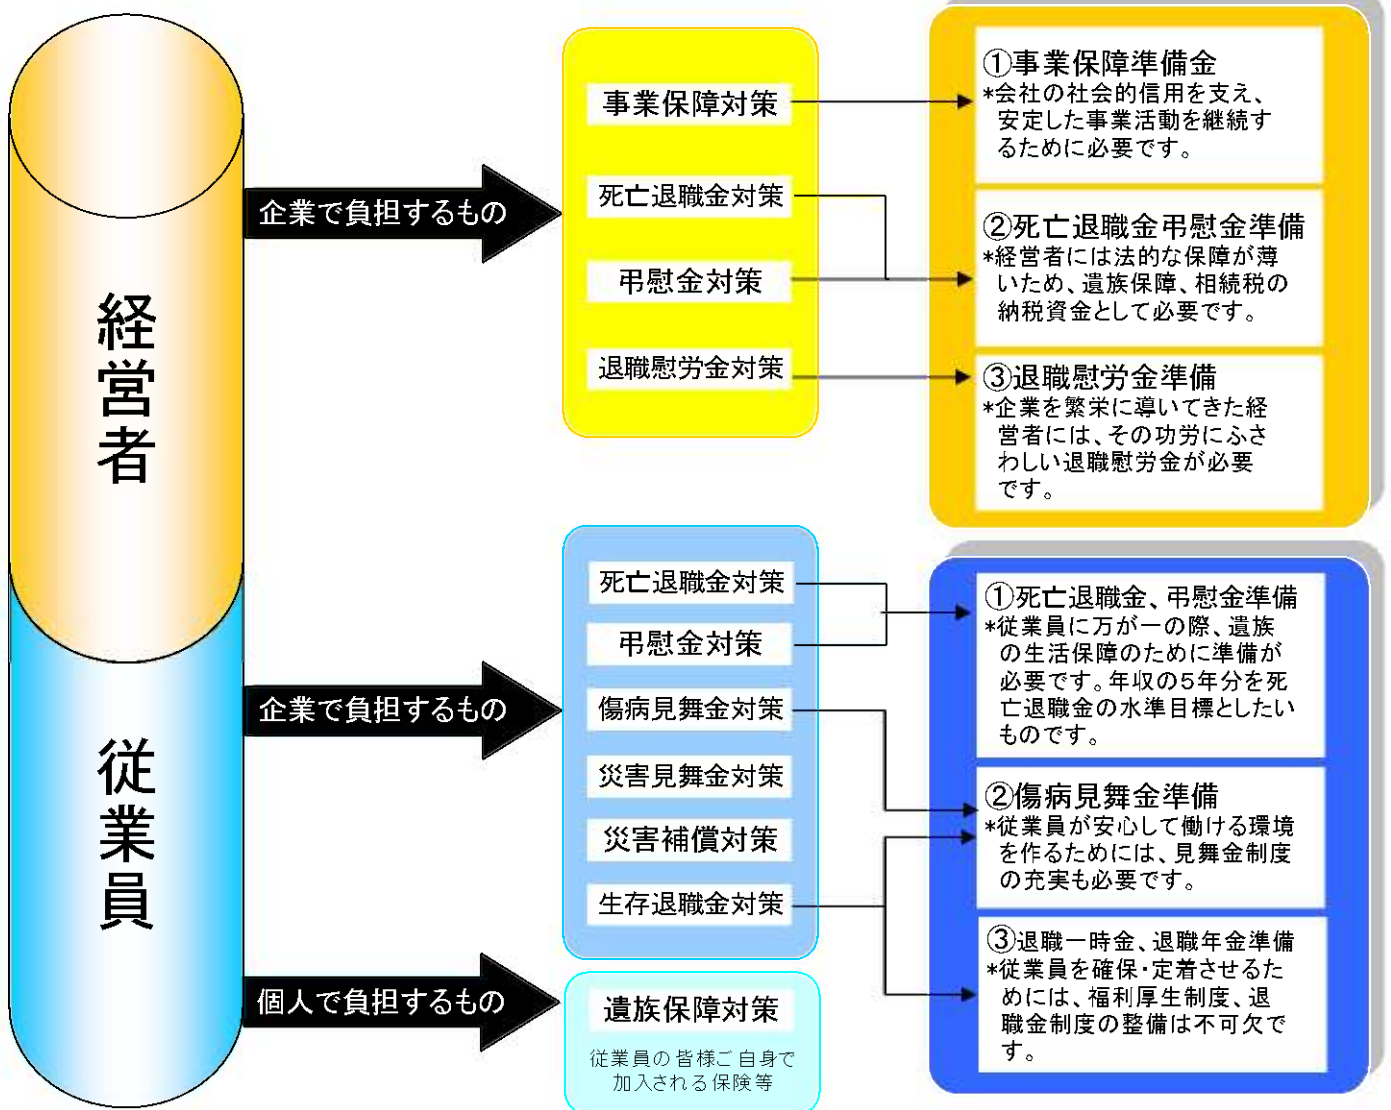 経営者
企業で負担するもの
事業保障対策
死亡退職金対策
弔慰金対策
退職慰労金対策
①事業保障準備金
*会社の社会的信用を支え、
安定した事業活動を継続す
るために必要です。
②死亡退職金弔慰金準備
*経営者には法的な保障が薄
いため、遺族保障、相続税の
納税資金として必要です。
③退職慰労金準備
*企業を繁栄に導いてきた経
営者には、その功労にふさ
わしい退職慰労金が必要
です。
従業員
企業で負担するもの
死亡退職金対策
弔慰金対策
傷病見舞金対策
災害見舞金対策
災害補償対策
生存退職金対策
①死亡退職金、弔慰金準備
*従業員に万が一の際、遺族
の生活保障のために準備が
必要です。年収の5年分を死
亡退職金の水準目標としたい
ものです。
②傷病見舞金準備
*従業員が安心して働ける環境
を作るためには、見舞金制度
の充実も必要です。
③退職一時金、退職年金準備
*従業員を確保・定着させるた
めには、福利厚生制度、退
職金制度の整備は不可欠で
す。
個人で負担するもの
遺族保障対策
従業員の皆様ご自身で
加入される保険等